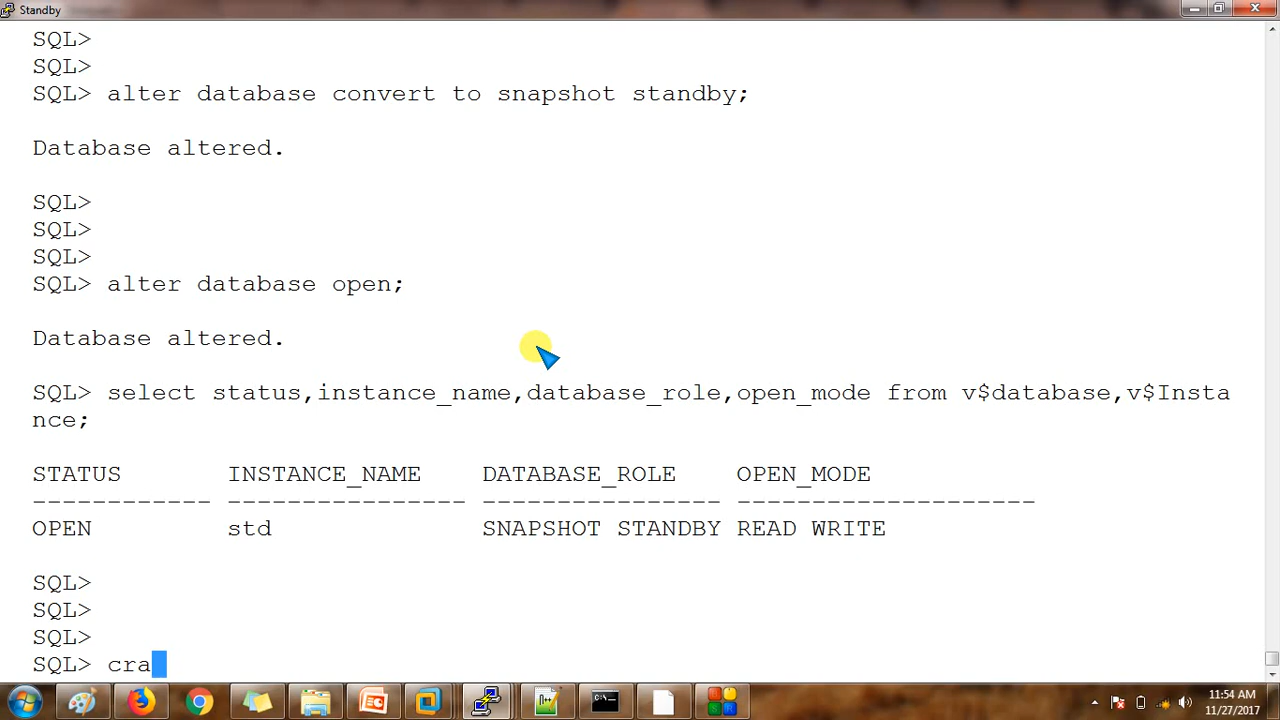 Standby
SQL>
SQL>
SQL> alter database convert to snapshot standby;
Database altered.
SQL>
SQL>
SQL>
SQL> alter database open;
Database altered.
SQL> select status,instance_name,database_role,open_mode from v$database,v$Insta
nce;
STATUS INSTANCE_NAME DATABASE_ROLE OPEN_MODE
------------ ---------------- ---------------- --------------------
OPEN std SNAPSHOT STANDBY READ WRITE
SQL>
SQL>
SQL>
SQL> cra
11:54 AM
11/27/2017